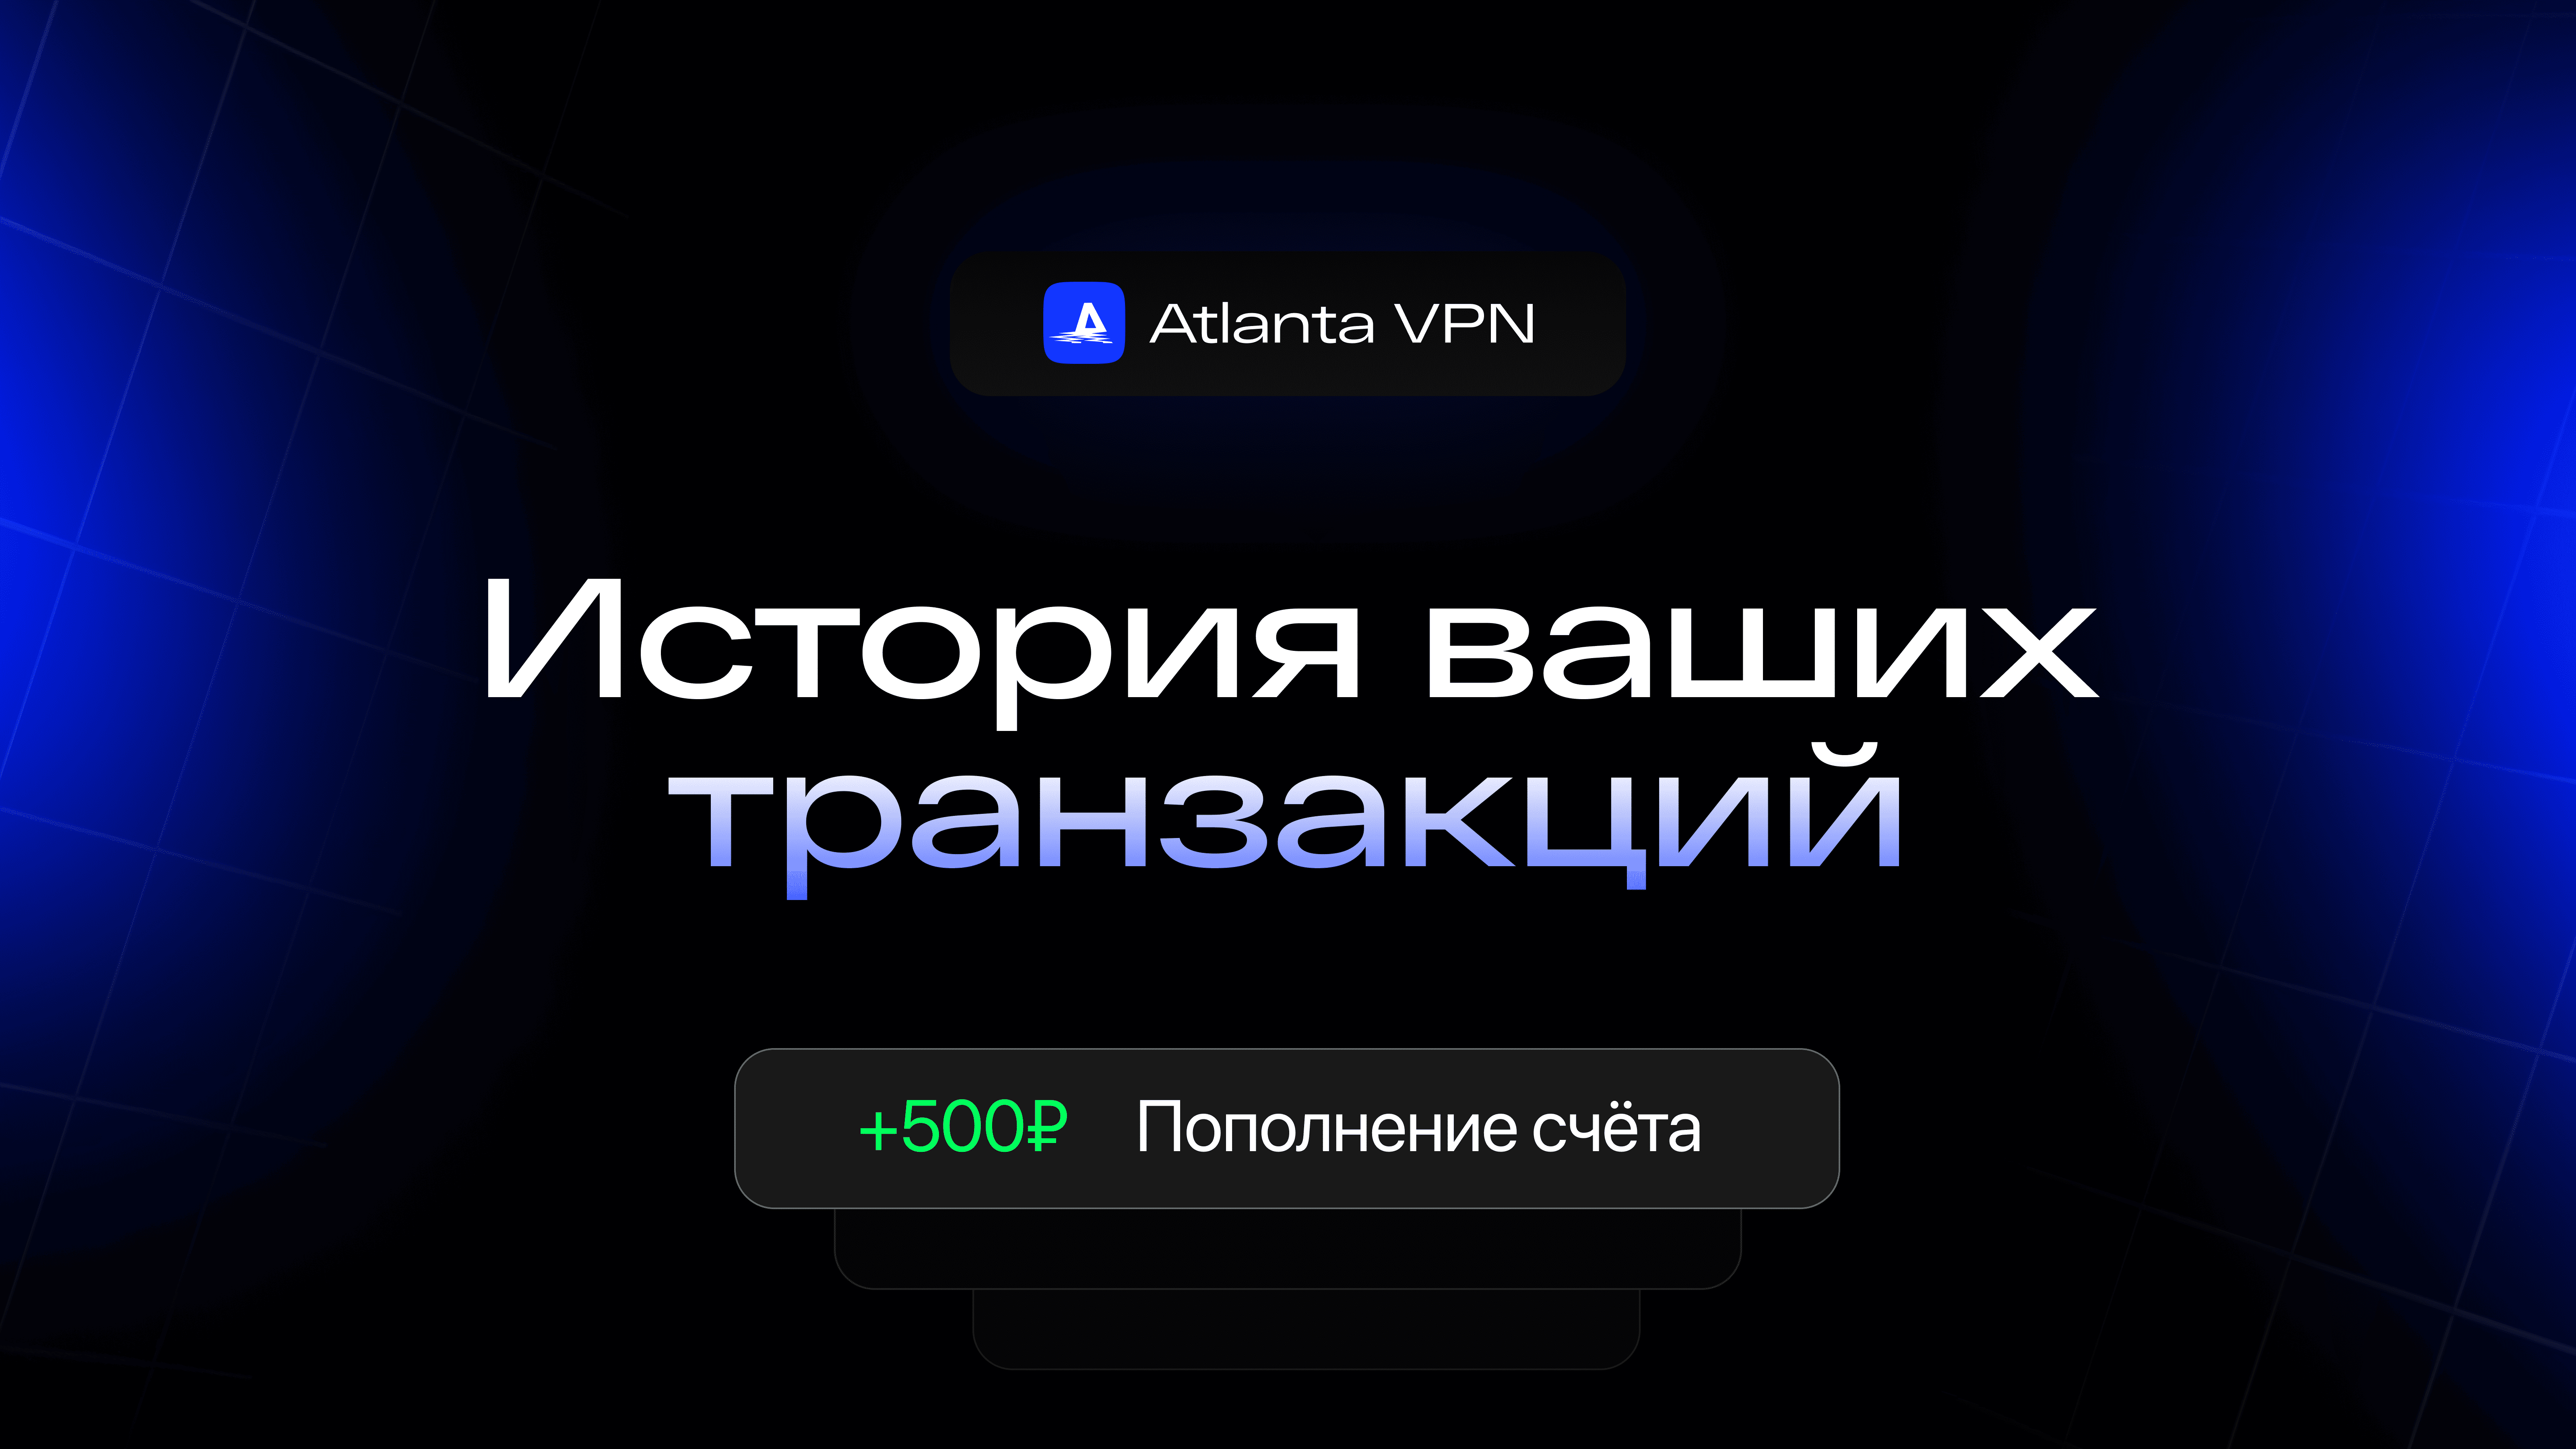 Atlanta VPN
История ваших
транзакций
+500₽ Пополнение счёта